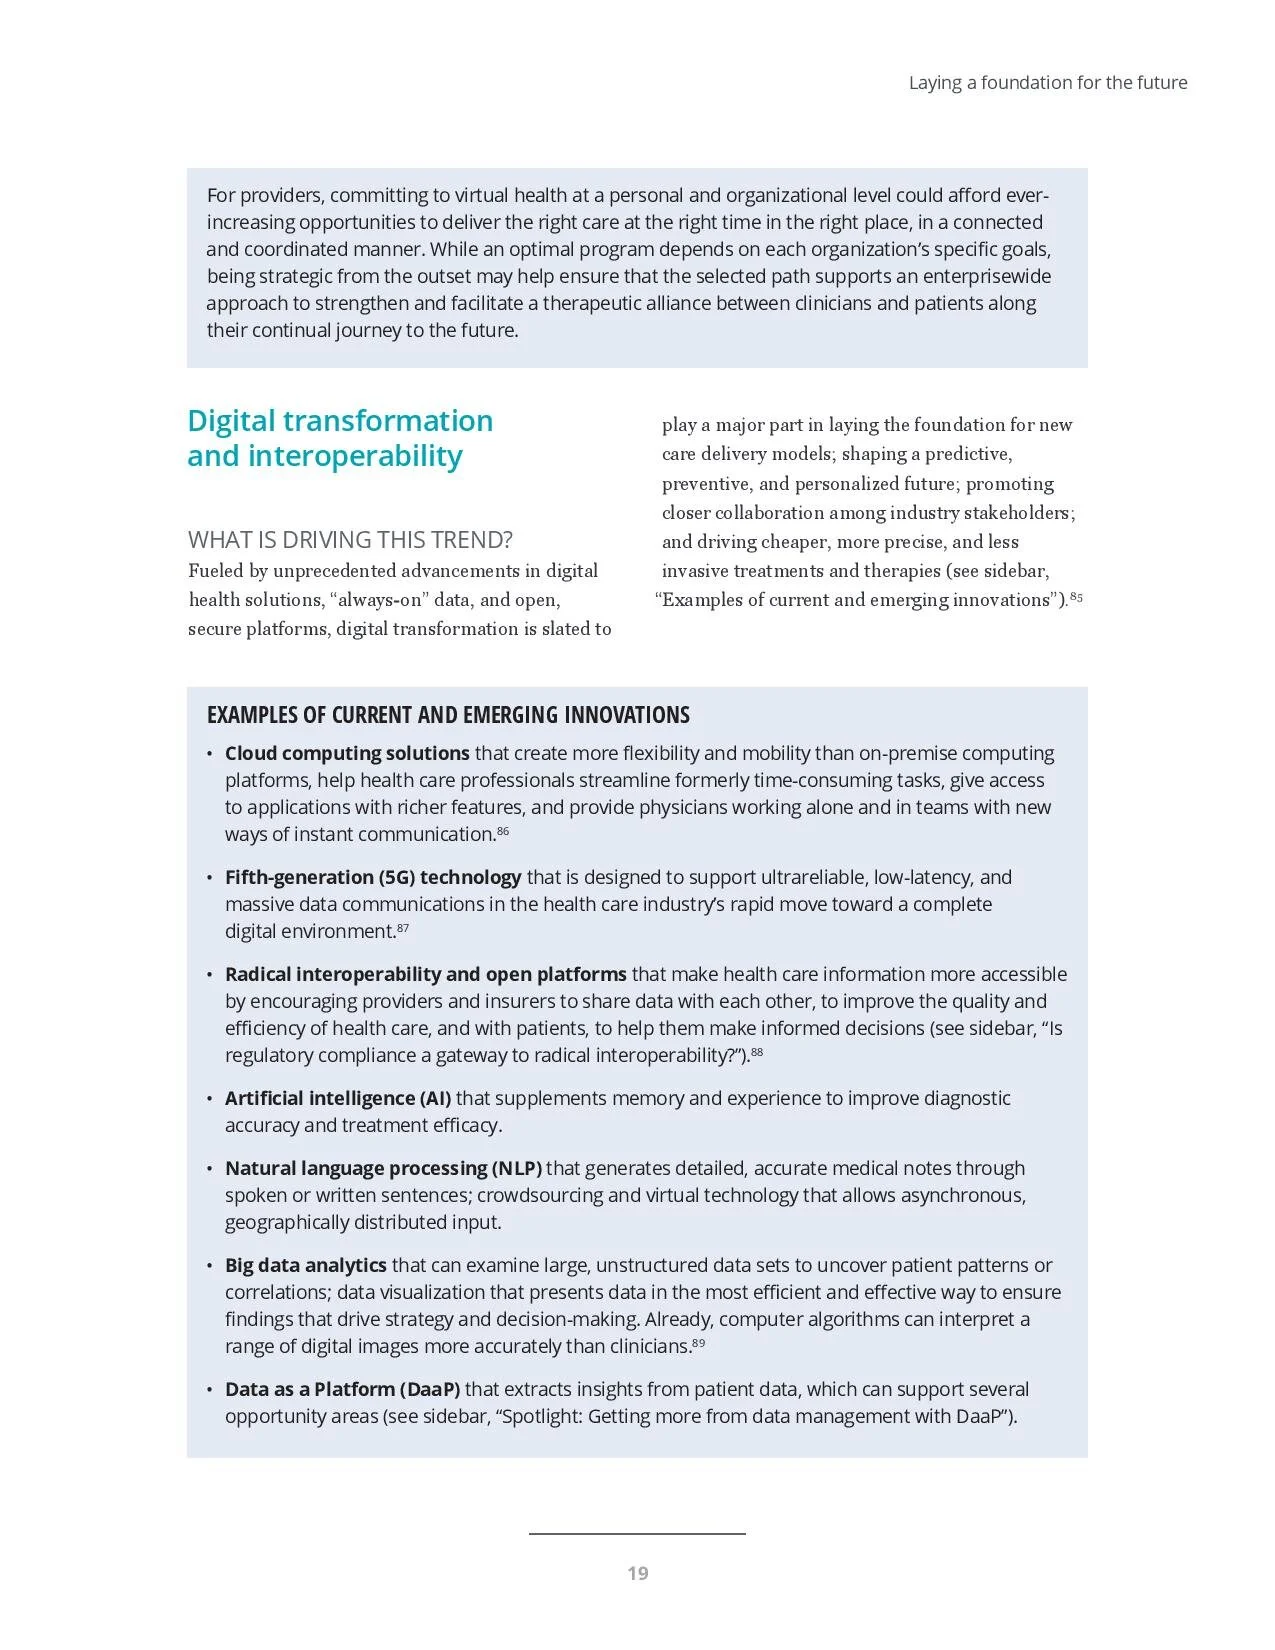 Laying a foundation for the future
For providers, committing to virtual health at a personal and organizational level could afford ever-
increasing opportunities to deliver the right care at the right time in the right place, in a connected
and coordinated manner. While an optimal program depends on each organization’s specific goals,
being strategic from the outset may help ensure that the selected path supports an enterprisewide
approach to strengthen and facilitate a therapeutic alliance between clinicians and patients along
their continual journey to the future.
Digital transformation
and interoperability
WHAT IS DRIVING THIS TREND?
Fueled by unprecedented advancements in digital
health solutions, “always-on” data, and open,
secure platforms, digital transformation is slated to
play a major part in laying the foundation for new
care delivery models; shaping a predictive,
preventive, and personalized future; promoting
closer collaboration among industry stakeholders;
and driving cheaper, more precise, and less
invasive treatments and therapies (see sidebar,
“Examples of current and emerging innovations”).⁸⁵
EXAMPLES OF CURRENT AND EMERGING INNOVATIONS
• Cloud computing solutions that create more flexibility and mobility than on-premise computing
platforms, help health care professionals streamline formerly time-consuming tasks, give access
to applications with richer features, and provide physicians working alone and in teams with new
ways of instant communication.⁸⁶
• Fifth-generation (5G) technology that is designed to support ultrareliable, low-latency, and
massive data communications in the health care industry’s rapid move toward a complete
digital environment.⁸⁷
• Radical interoperability and open platforms that make health care information more accessible
by encouraging providers and insurers to share data with each other, to improve the quality and
efficiency of health care, and with patients, to help them make informed decisions (see sidebar, “Is
regulatory compliance a gateway to radical interoperability?”).⁸⁸
• Artificial intelligence (AI) that supplements memory and experience to improve diagnostic
accuracy and treatment efficacy.
• Natural language processing (NLP) that generates detailed, accurate medical notes through
spoken or written sentences; crowdsourcing and virtual technology that allows asynchronous,
geographically distributed input.
• Big data analytics that can examine large, unstructured data sets to uncover patient patterns or
correlations; data visualization that presents data in the most efficient and effective way to ensure
findings that drive strategy and decision-making. Already, computer algorithms can interpret a
range of digital images more accurately than clinicians.⁸⁹
• Data as a Platform (DaaP) that extracts insights from patient data, which can support several
opportunity areas (see sidebar, “Spotlight: Getting more from data management with DaaP”).
19